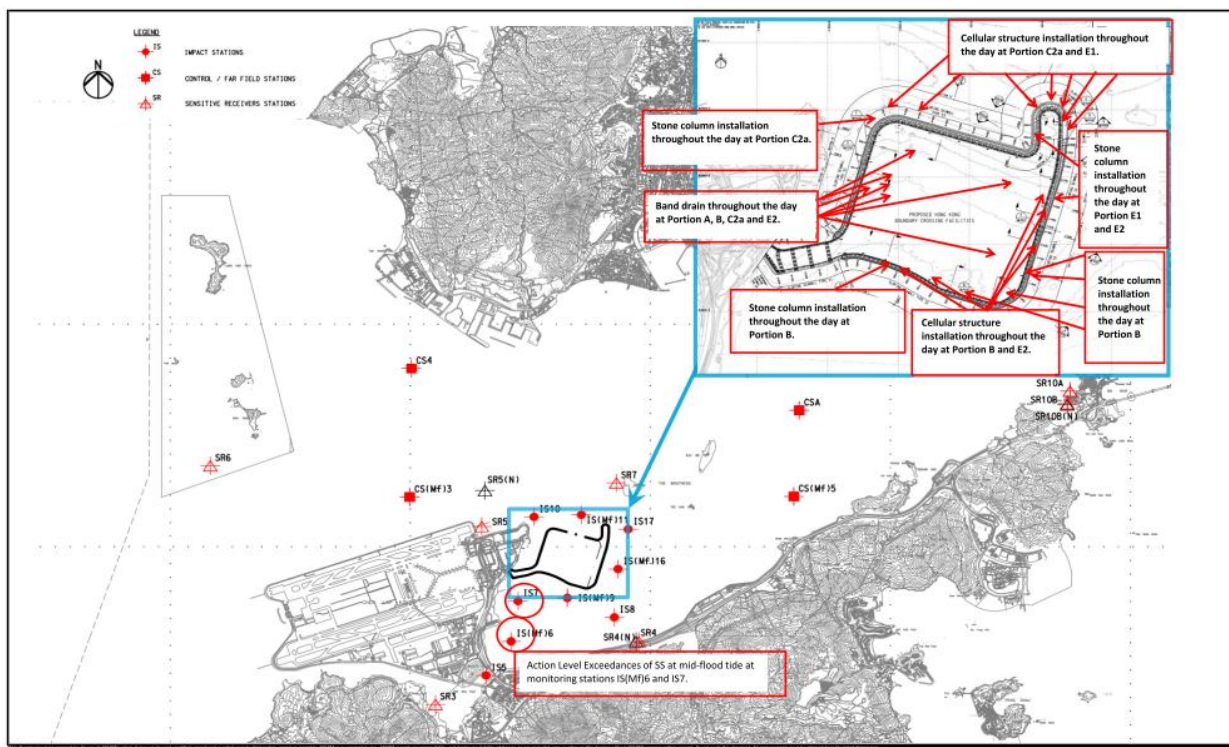 LEGEND
IS
IMPACT STATIONS
CS
CONTROL / FAR FIELD STATIONS
SR
SENSITIVE RECEIVERS STATIONS
N
Cellular structure installation throughout
the day at Portion C2a and E1.
Stone column installation
throughout the day at Portion C2a.
Band drain throughout the day
at Portion A, B, C2a and E2.
Stone
column
installation
throughout
the day at
Portion E1
and E2
PROPOSED HONG KONG
BOUNDARY CROSSING FACILITIES
Stone column installation
throughout the day at
Portion B.
Cellular structure
installation throughout the
day at Portion B and E2.
Stone column
installation
throughout
the day at
Portion B
CS4
CSA
SR10A
SR10B
SR10B(N)
SR6
CS(Mf)3
SR5(N)
SR7
THE BROTHERS
CS(Mf)5
SR5
IS10
IS(Mf)11
IS17
IS(Mf)16
IS7
IS(Mf)9
IS8
IS(Mf)6
SR4(N)
SR4
IS5
SR3
Action Level Exceedances of SS at mid-flood tide at
monitoring stations IS(Mf)6 and IS7.